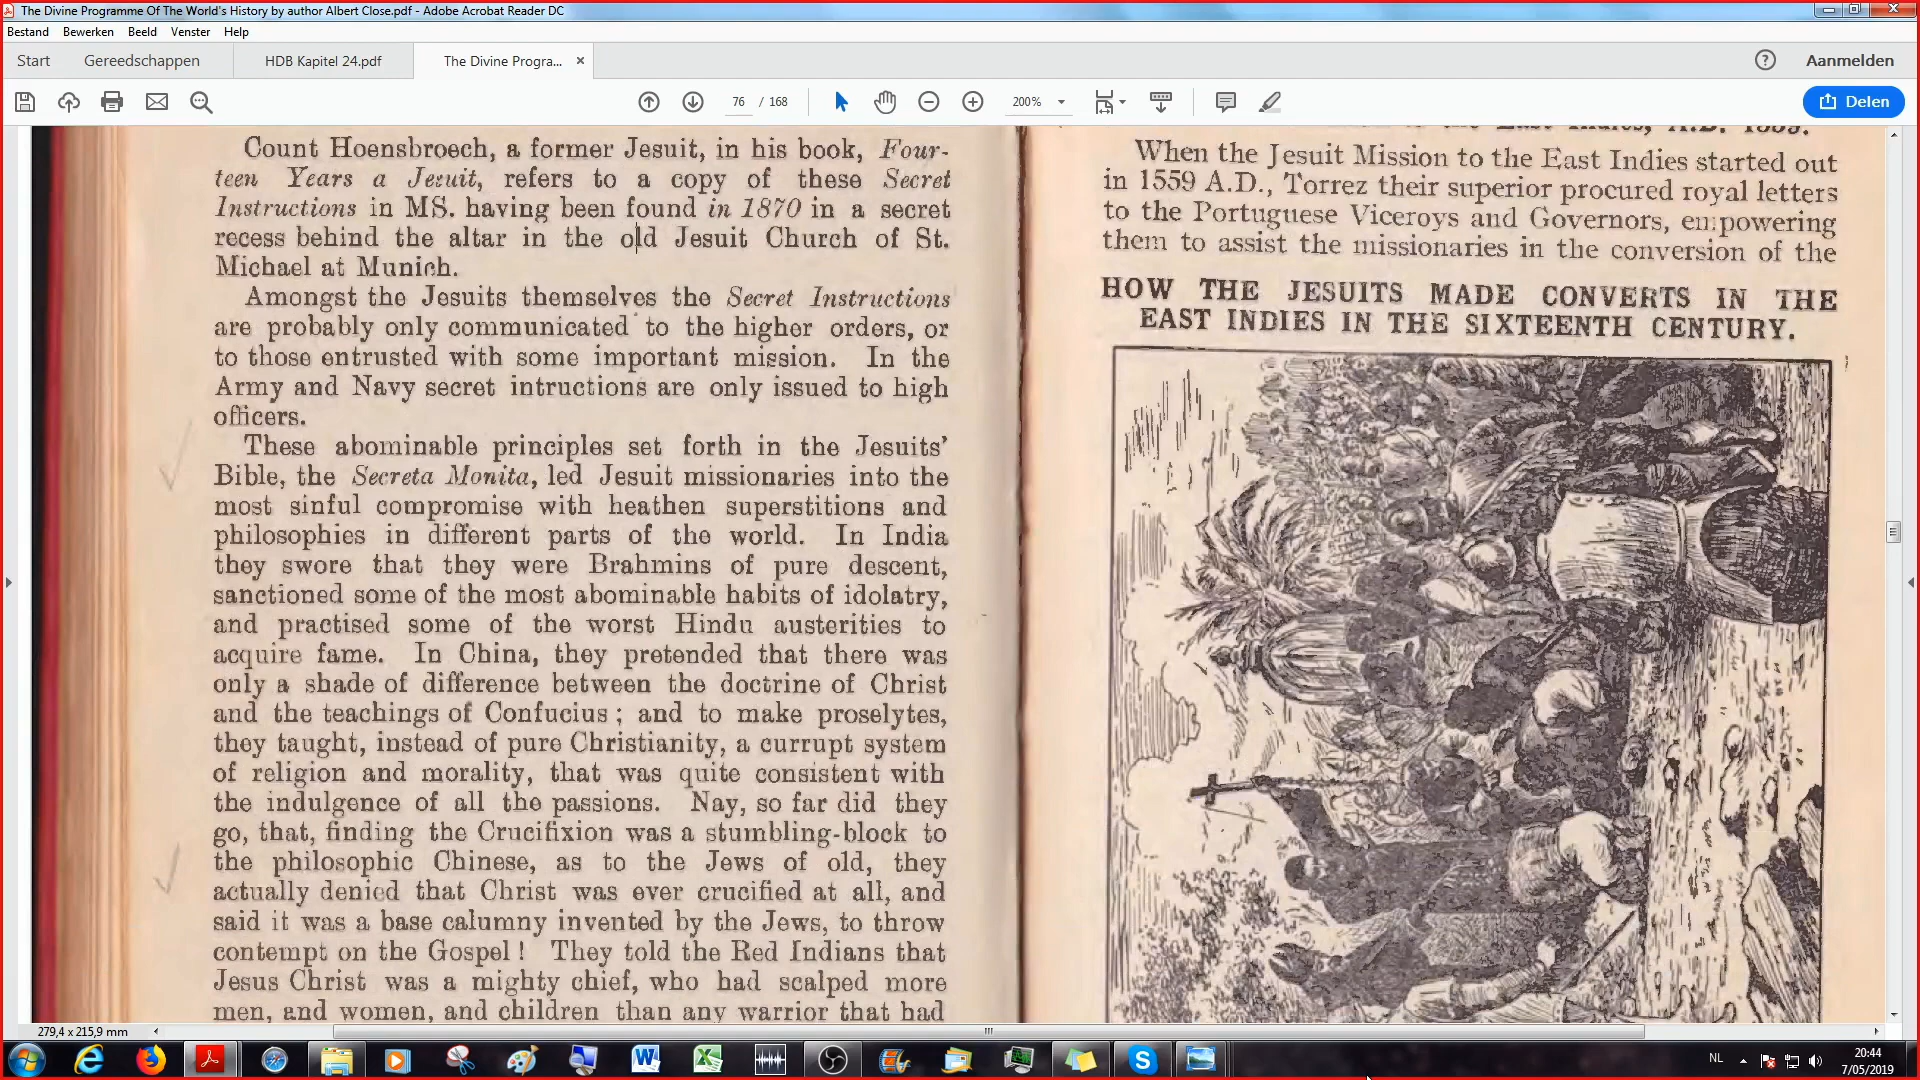 The Divine Programme Of The World's History by author Albert Close.pdf - Adobe Acrobat Reader DC
Bestand Bewerken Beeld Venster Help
Start Gereedschappen HDB Kapitel 24.pdf The Divine Progra... Aanmelden
76 / 168 200% Delen
Count Hoensbroech, a former Jesuit, in his book, Four-
teen Years a Jesuit, refers to a copy of these Secret
Instructions in MS. having been found in 1870 in a secret
recess behind the altar in the old Jesuit Church of St.
Michael at Munich.
Amongst the Jesuits themselves the Secret Instructions
are probably only communicated to the higher orders, or
to those entrusted with some important mission. In the
Army and Navy secret intructions are only issued to high
officers.
These abominable principles set forth in the Jesuits'
Bible, the Secreta Monita, led Jesuit missionaries into the
most sinful compromise with heathen superstitions and
philosophies in different parts of the world. In India
they swore that they were Brahmins of pure descent,
sanctioned some of the most abominable habits of idolatry,
and practised some of the worst Hindu austerities to
acquire fame. In China, they pretended that there was
only a shade of difference between the doctrine of Christ
and the teachings of Confucius ; and to make proselytes,
they taught, instead of pure Christianity, a currupt system
of religion and morality, that was quite consistent with
the indulgence of all the passions. Nay, so far did they
go, that, finding the Crucifixion was a stumbling-block to
the philosophic Chinese, as to the Jews of old, they
actually denied that Christ was ever crucified at all, and
said it was a base calumny invented by the Jews, to throw
contempt on the Gospel ! They told the Red Indians that
Jesus Christ was a mighty chief, who had scalped more
men, and women, and children than any warrior that had
East Indies, A.D. 1559.
When the Jesuit Mission to the East Indies started out
in 1559 A.D., Torrez their superior procured royal letters
to the Portuguese Viceroys and Governors, empowering
them to assist the missionaries in the conversion of the
HOW THE JESUITS MADE CONVERTS IN THE
EAST INDIES IN THE SIXTEENTH CENTURY.
279,4 x 215,9 mm
NL 20:44
7/05/2019